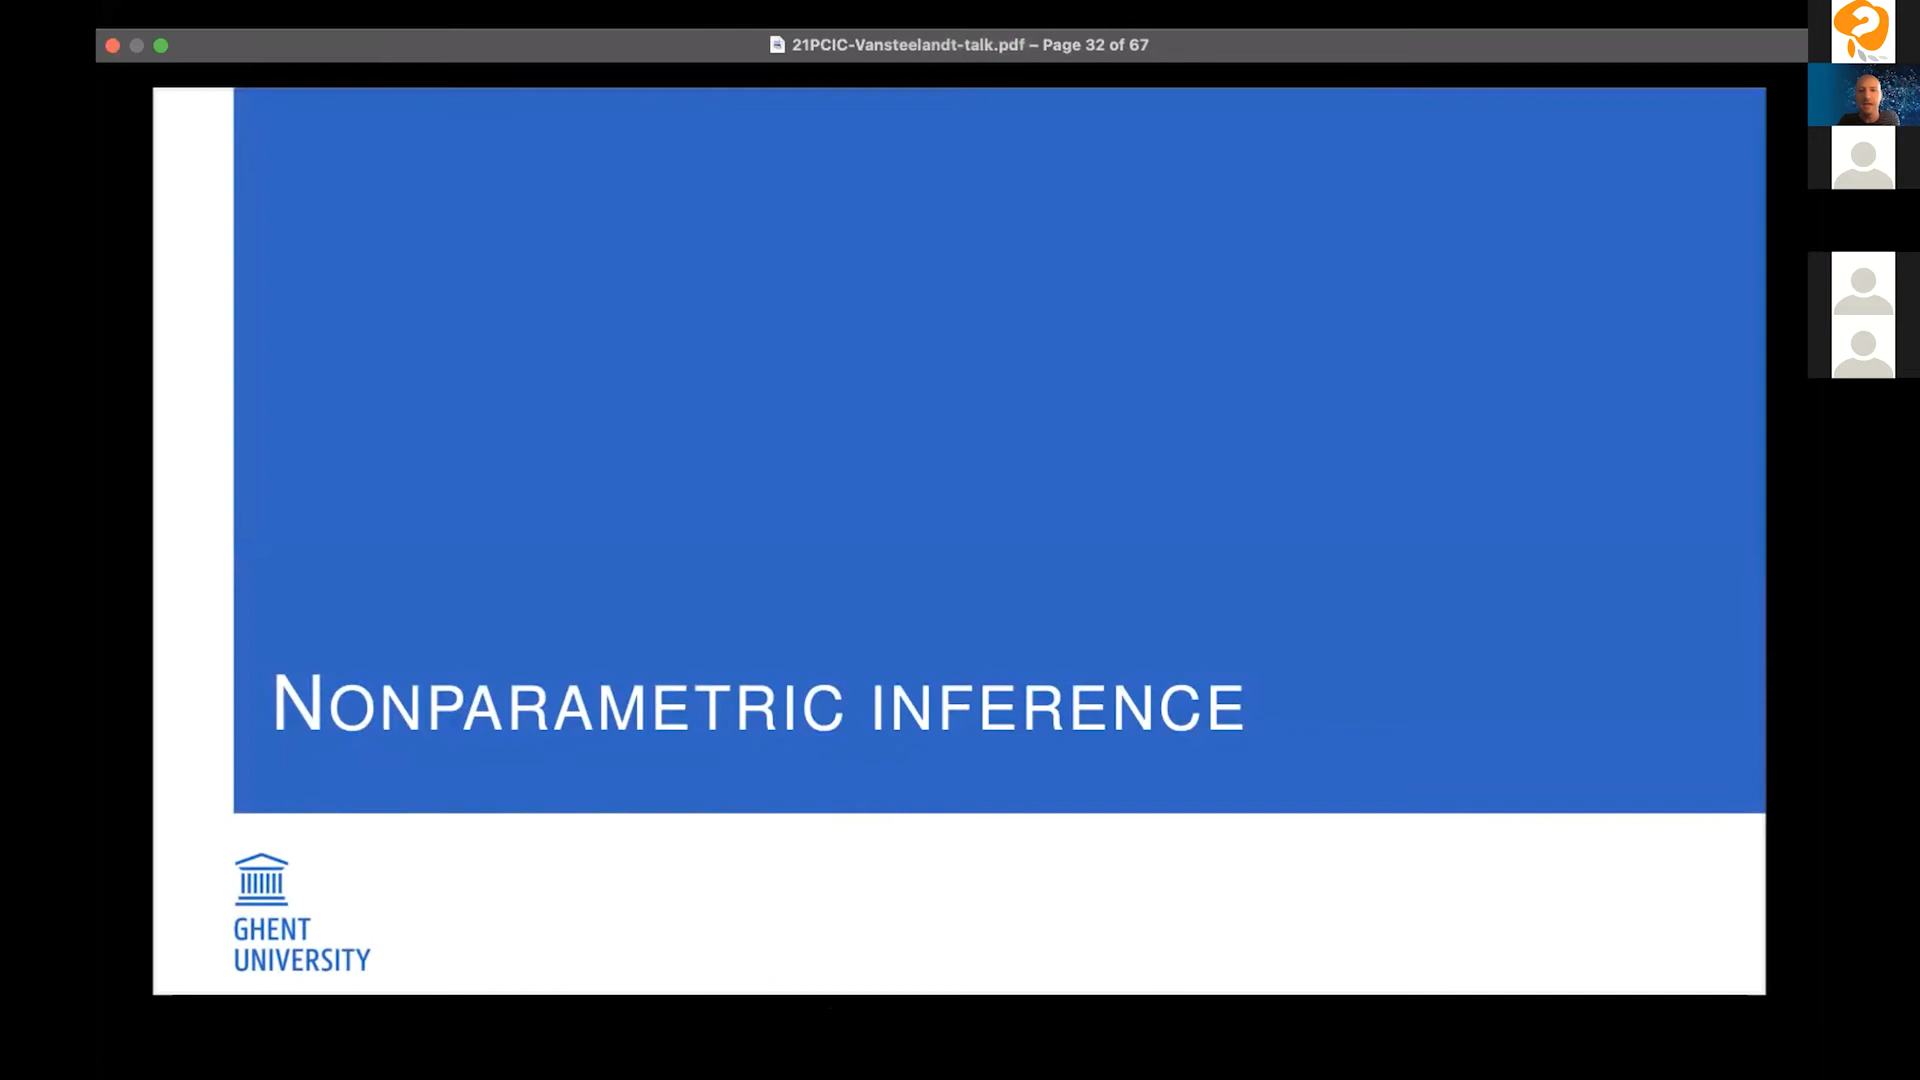 21PCIC-Vansteelandt-talk.pdf – Page 32 of 67
NONPARAMETRIC INFERENCE
GHENT
UNIVERSITY